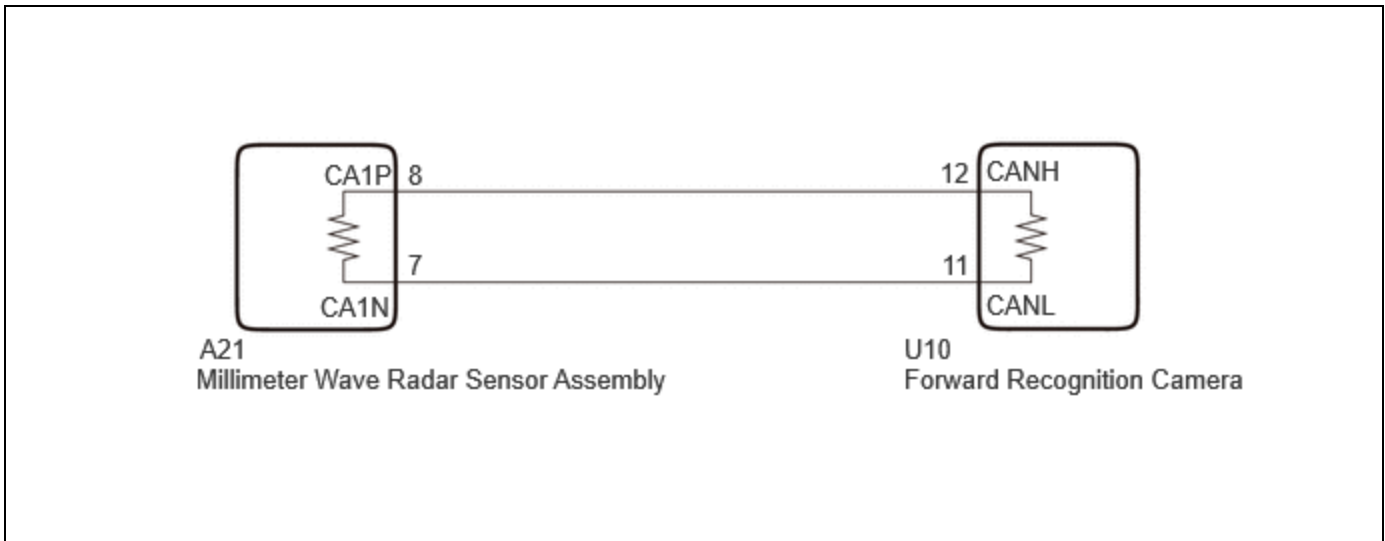 CA1P 8 12 CANH
7 11
CA1N CANL
A21 U10
Millimeter Wave Radar Sensor Assembly Forward Recognition Camera